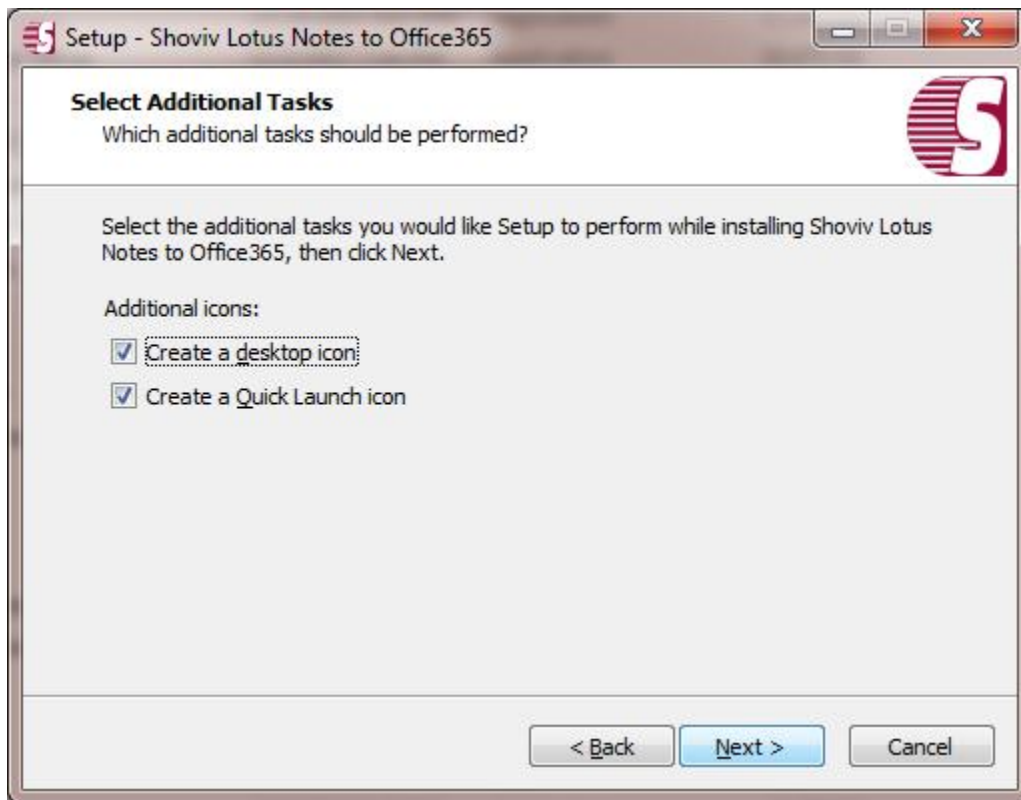 Setup - Shoviv Lotus Notes to Office365
Select Additional Tasks
Which additional tasks should be performed?
S
Select the additional tasks you would like Setup to perform while installing Shoviv Lotus
Notes to Office365, then click Next.
Additional icons:
Create a desktop icon
Create a Quick Launch icon
< Back
Next >
Cancel